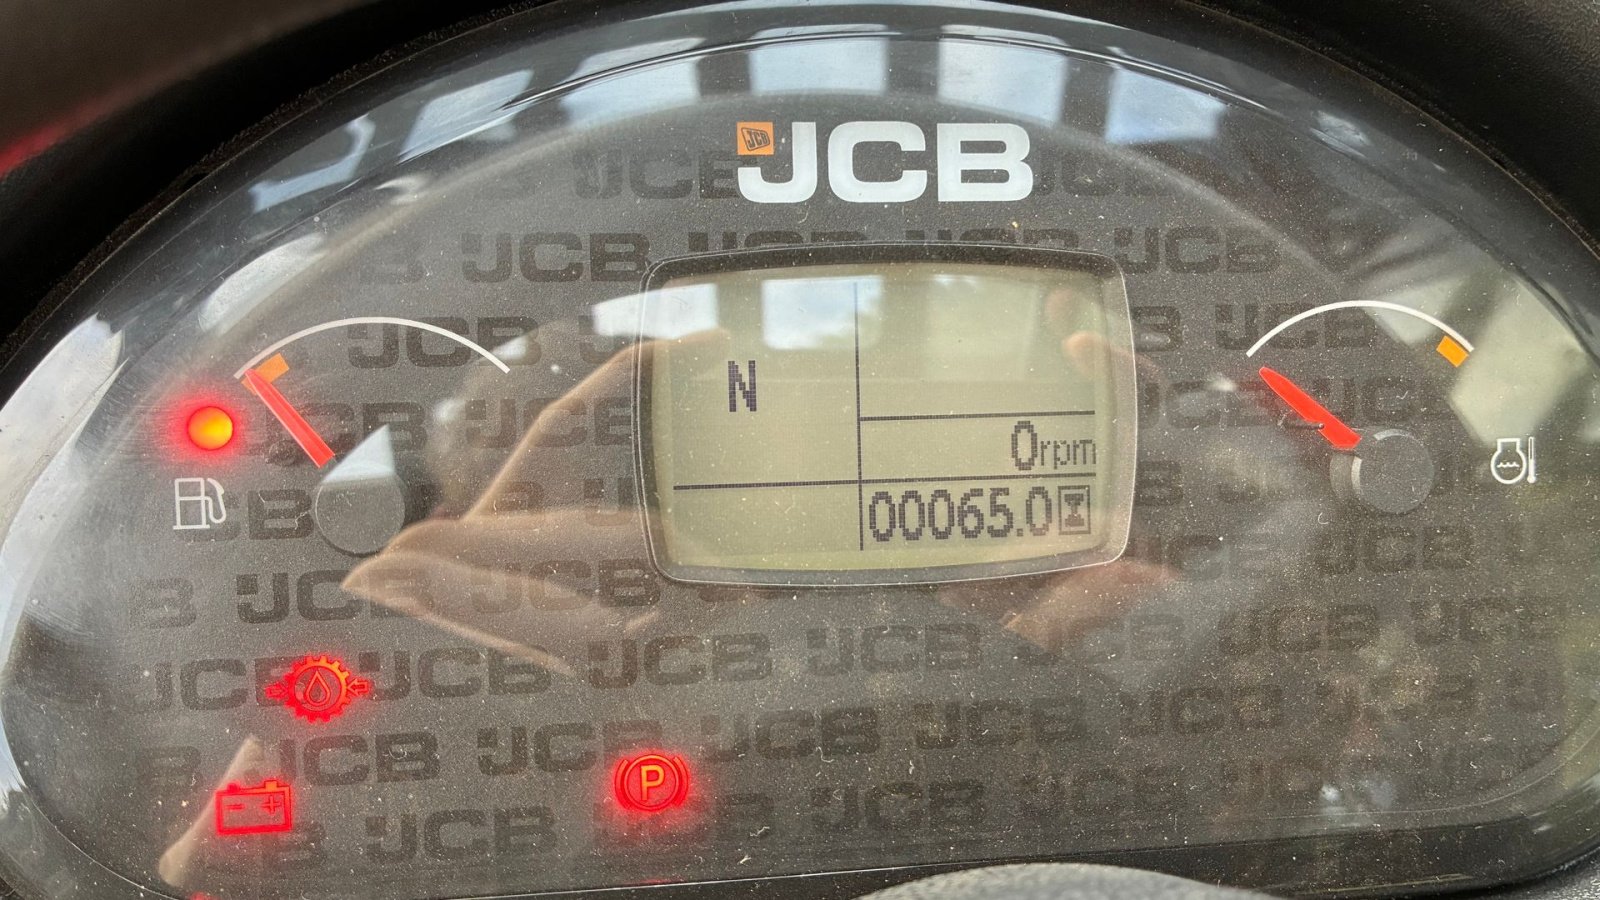 JCB
JCB
N
0rpm
00065.0
- +
P